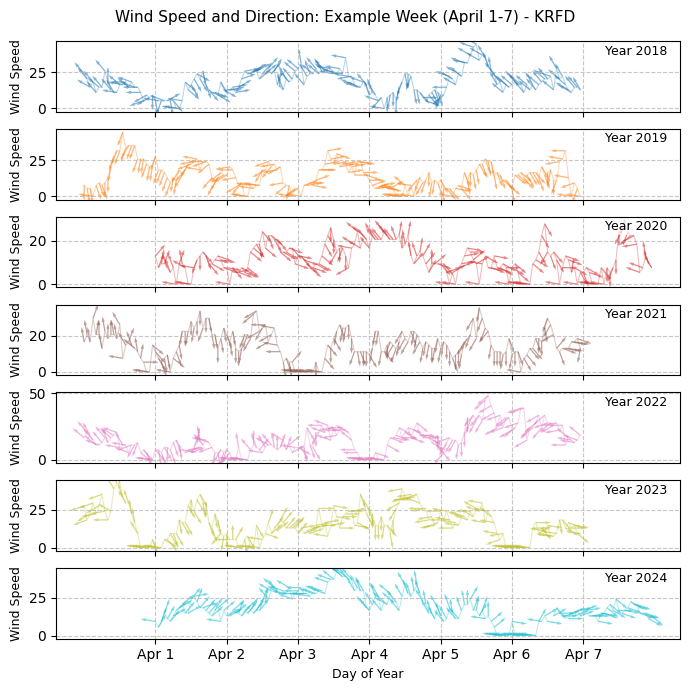 Wind Speed and Direction: Example Week (April 1-7) - KRFD
Wind Speed
25
0
Year 2018
Wind Speed
25
0
Year 2019
Wind Speed
20
0
Year 2020
Wind Speed
20
0
Year 2021
Wind Speed
50
0
Year 2022
Wind Speed
25
0
Year 2023
Wind Speed
25
0
Year 2024
Apr 1 Apr 2 Apr 3 Apr 4 Apr 5 Apr 6 Apr 7
Day of Year